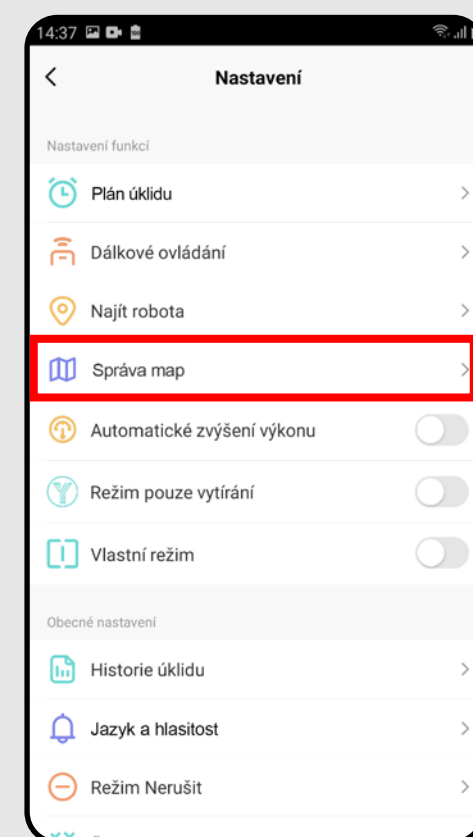 14:37
Nastavení
Nastavení funkcí
Plán úklidu
Dálkové ovládání
Najít robota
Správa map
Automatické zvýšení výkonu
Režim pouze vytírání
Vlastní režim
Obecné nastavení
Historie úklidu
Jazyk a hlasitost
Režim Nerušit